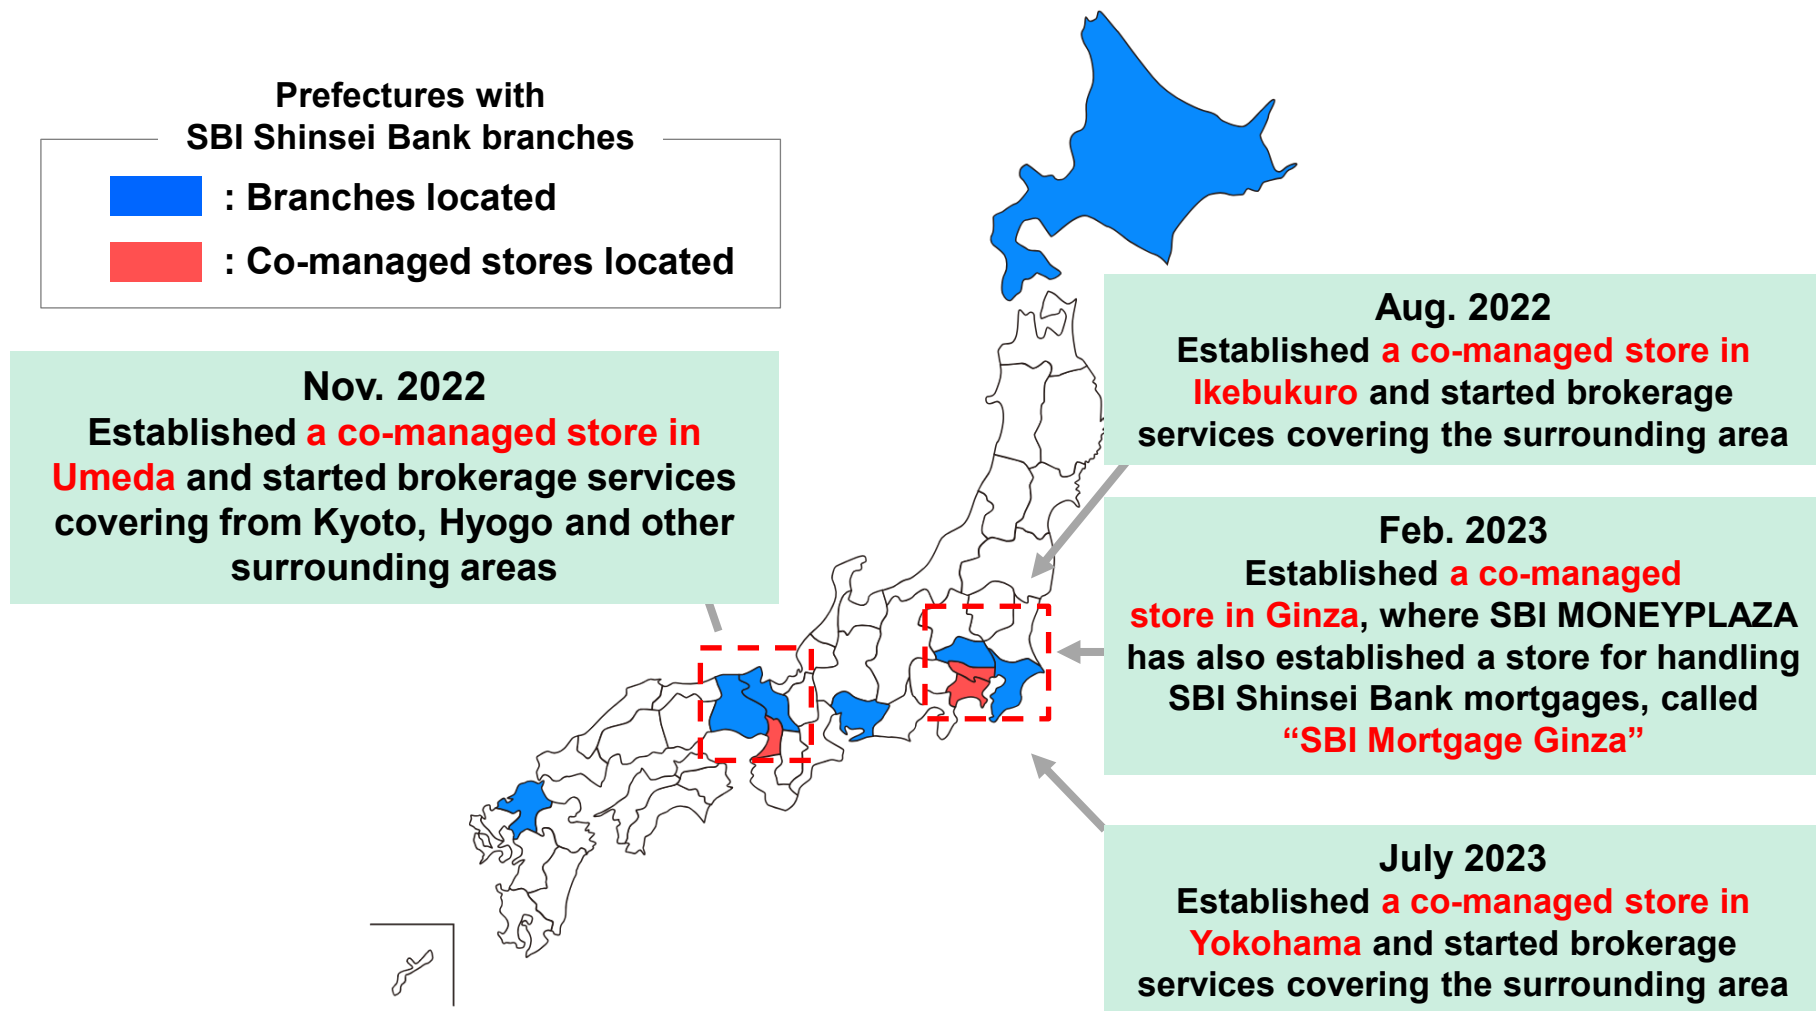 Prefectures with
SBI Shinsei Bank branches
: Branches located
: Co-managed stores located
Nov. 2022
Established a co-managed store in
Umeda and started brokerage services
covering from Kyoto, Hyogo and other
surrounding areas
Aug. 2022
Established a co-managed store in
Ikebukuro and started brokerage
services covering the surrounding area
Feb. 2023
Established a co-managed
store in Ginza, where SBI MONEYPLAZA
has also established a store for handling
SBI Shinsei Bank mortgages, called
“SBI Mortgage Ginza”
July 2023
Established a co-managed store in
Yokohama and started brokerage
services covering the surrounding area